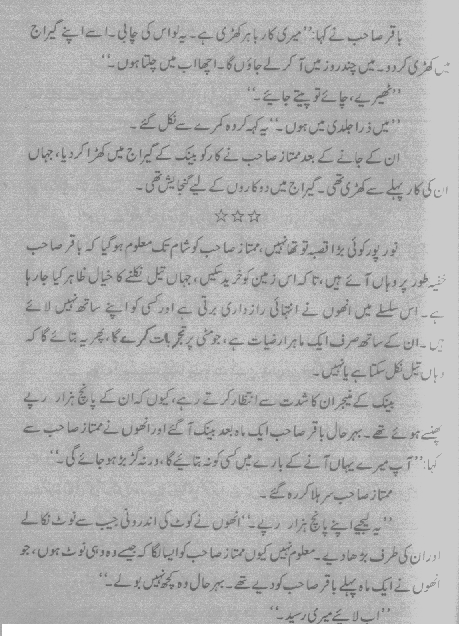 باقر صاحب نے کہا: ’’میری کار باہر کھڑی ہے۔ یہ لو اس کی چابی۔ اسے اپنے گیراج
میں کھڑی کر دو۔ میں چند روز میں آ کر لے جاؤں گا۔ اچھا اب میں چلتا ہوں۔‘‘
’’ٹھیریے، چائے تو پیتے جایے۔‘‘
’’میں ذرا جلدی میں ہوں۔‘‘ یہ کہہ کر وہ کمرے سے نکل گئے۔
ان کے جانے کے بعد ممتاز صاحب نے کار کو بینک کے گیراج میں کھڑا کر دیا، جہاں
ان کی کار پہلے سے کھڑی تھی۔ گیراج میں دو کاروں کے لیے گنجایش تھی۔
☆☆☆
نور پور کوئی بڑا قصبہ تو تھا نہیں، ممتاز صاحب کو شام تک معلوم ہو گیا کہ باقر صاحب
خفیہ طور پر وہاں آئے ہیں، تا کہ اس زمین کو خرید سکیں، جہاں تیل نکلنے کا خیال ظاہر کیا جا رہا
ہے۔ اس سلسلے میں انھوں نے انتہائی رازداری برتی ہے اور کسی کو اپنے ساتھ نہیں لائے
ہیں۔ ان کے ساتھ صرف ایک ماہر ارضیات ہے، جو مٹی پر تجربات کرے گا، پھر یہ بتائے گا کہ
وہاں تیل نکل سکتا ہے یا نہیں۔
بینک کے منیجر ان کا شدت سے انتظار کرتے رہے، کیوں کہ ان کے پانچ ہزار رپے
پھنسے ہوئے تھے۔ بہر حال باقر صاحب ایک ماہ بعد بینک آ گئے اور انھوں نے ممتاز صاحب سے
کہا: ’’آپ میرے یہاں آنے کے بارے میں کسی کو نہ بتائیے گا، ورنہ گڑبڑ ہو جائے گی۔‘‘
ممتاز صاحب سر ہلا کر رہ گئے۔
’’یہ لیجیے اپنے پانچ ہزار رپے۔‘‘ انھوں نے کوٹ کی اندرونی جیب سے نوٹ نکالے
اور ان کی طرف بڑھا دیے۔ معلوم نہیں کیوں ممتاز صاحب کو ایسا لگا کہ جیسے وہ وہی نوٹ ہوں، جو
انھوں نے ایک ماہ پہلے باقر صاحب کو دیے تھے۔ بہر حال وہ کچھ نہیں بولے۔
’’اب لائیے میری رسید۔‘‘